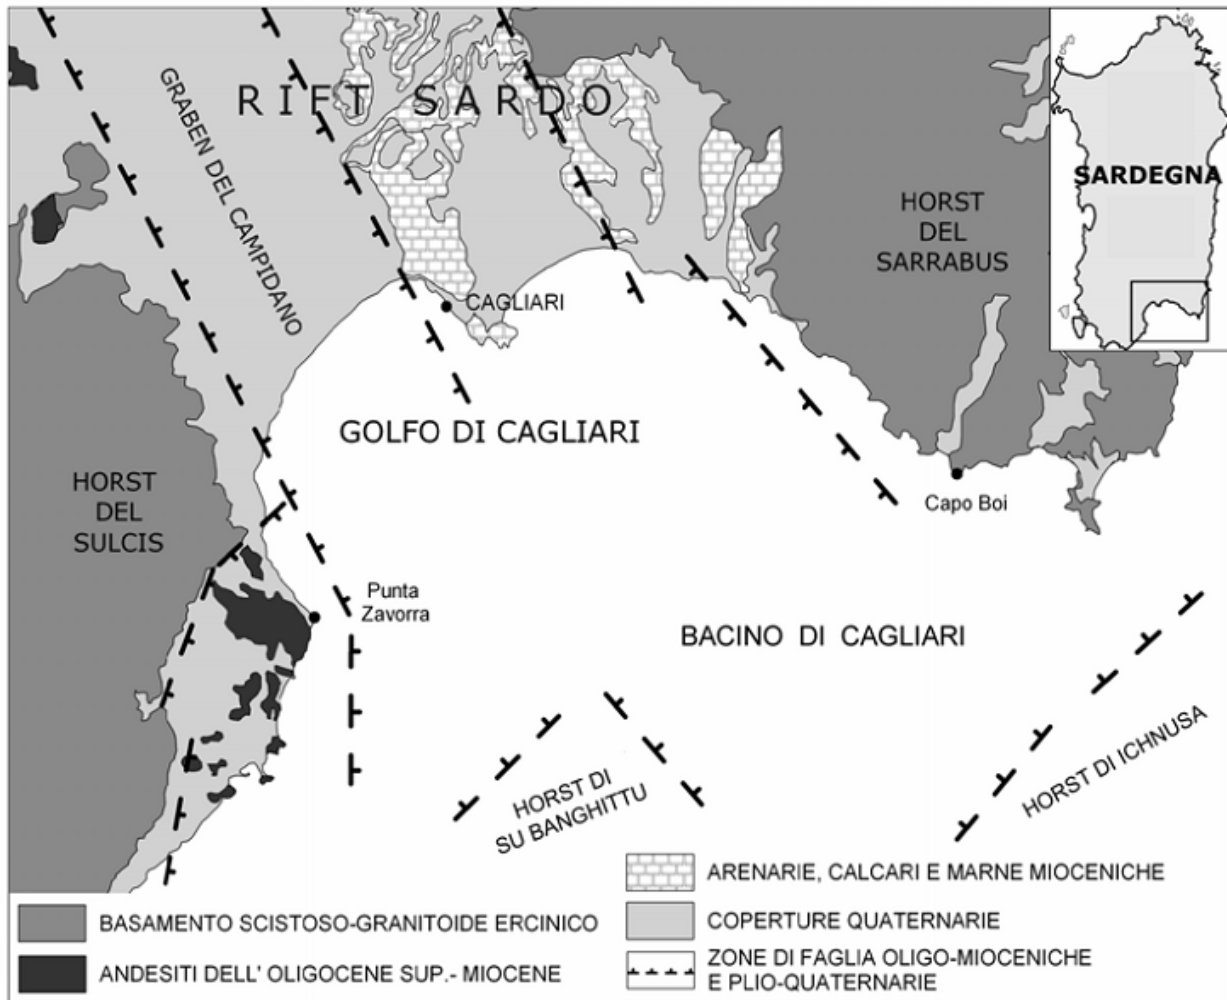 RIFT SARDO
GRABEN DEL CAMPIDANO
SARDEGNA
HORST
DEL
SARRABUS
CAGLIARI
GOLFO DI CAGLIARI
HORST
DEL
SULCIS
Capo Boi
Punta
Zavorra
BACINO DI CAGLIARI
HORST DI
SU BANGHITTU
HORST DI ICHNUSA
ARENARIE, CALCARI E MARNE MIOCENICHE
BASAMENTO SCISTOSO-GRANITOIDE ERCINICO
COPERTURE QUATERNARIE
ANDESITI DELL' OLIGOCENE SUP.- MIOCENE
ZONE DI FAGLIA OLIGO-MIOCENICHE
E PLIO-QUATERNARIE